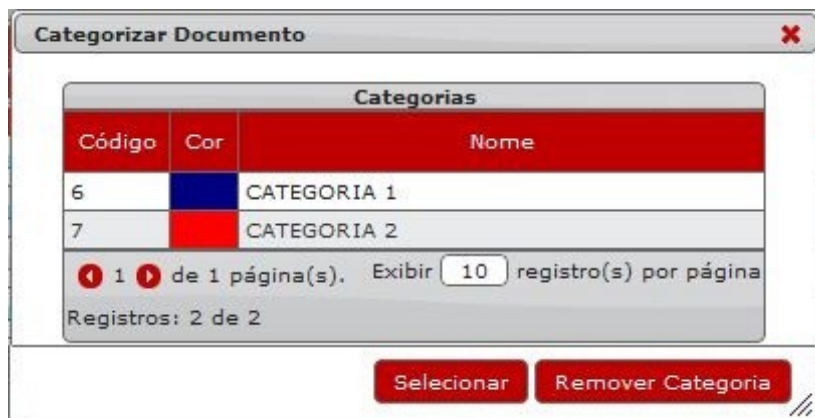 Categorizar Documento
Categorias
Código Cor Nome
6 CATEGORIA 1
7 CATEGORIA 2
1 de 1 página(s). Exibir 10 registro(s) por página
Registros: 2 de 2
Selecionar Remover Categoria